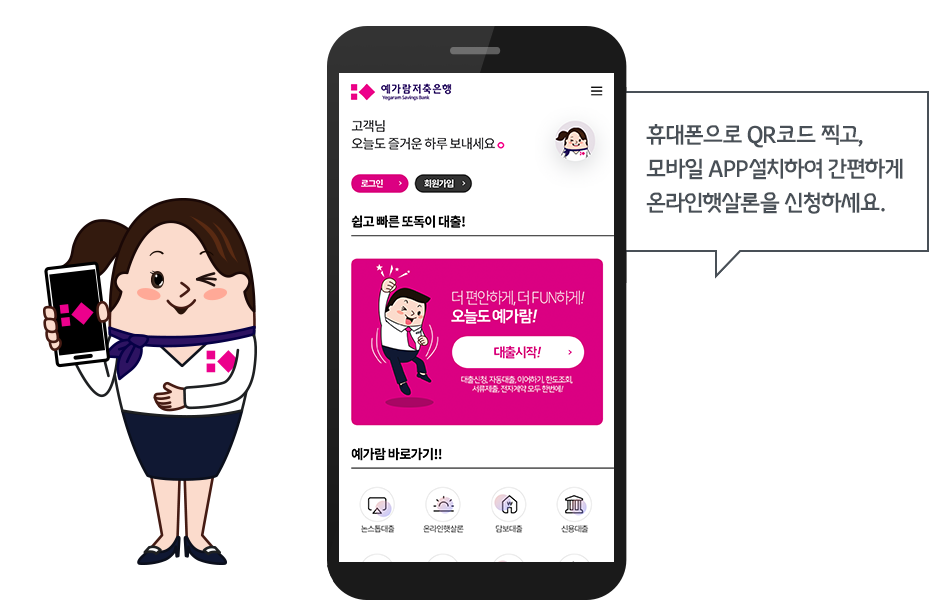 예가람저축은행
Yegaram Savings Bank
고객님
오늘도 즐거운 하루 보내세요
로그인
회원가입
쉽고 빠른 또독이 대출!
더 편안하게, 더 FUN하게!
오늘도 예가람!
대출시작!
대출신청, 자동대출, 이어하기, 한도조회,
서류제출, 전자계약 모두 한번에!
예가람 바로가기!!
논스톱대출
온라인햇살론
담보대출
신용대출
휴대폰으로 QR코드 찍고,
모바일 APP설치하여 간편하게
온라인햇살론을 신청하세요.